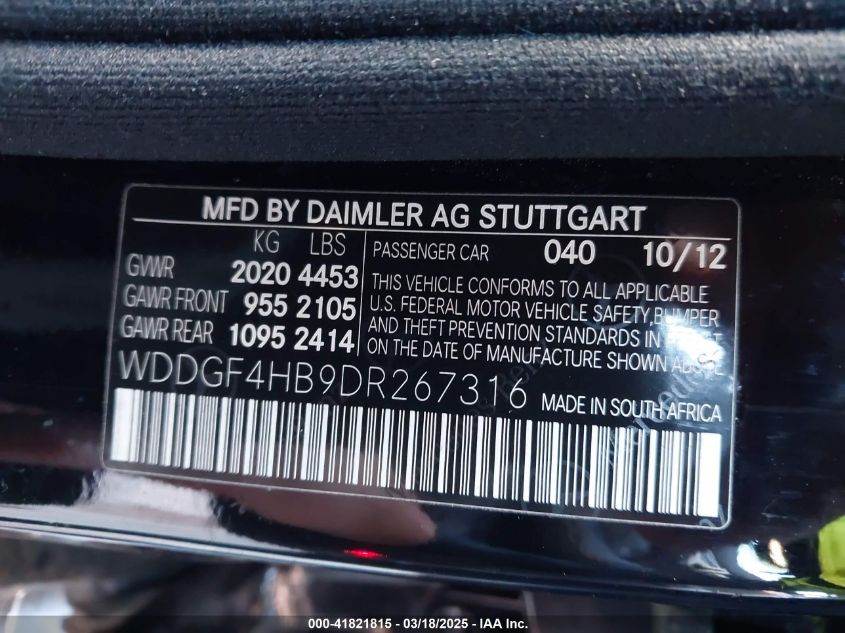 MFD BY DAIMLER AG STUTTGART
KG LBS
GVWR 2020 4453
GAWR FRONT 955 2105
GAWR REAR 1095 2414
PASSENGER CAR 040 10/12
THIS VEHICLE CONFORMS TO ALL APPLICABLE
U.S. FEDERAL MOTOR VEHICLE SAFETY, BUMPER
AND THEFT PREVENTION STANDARDS IN EFFECT
ON THE DATE OF MANUFACTURE SHOWN ABOVE
WDDGF4HB9DR267316 MADE IN SOUTH AFRICA
000-41821815 / 03/18/2025 - IAA Inc.